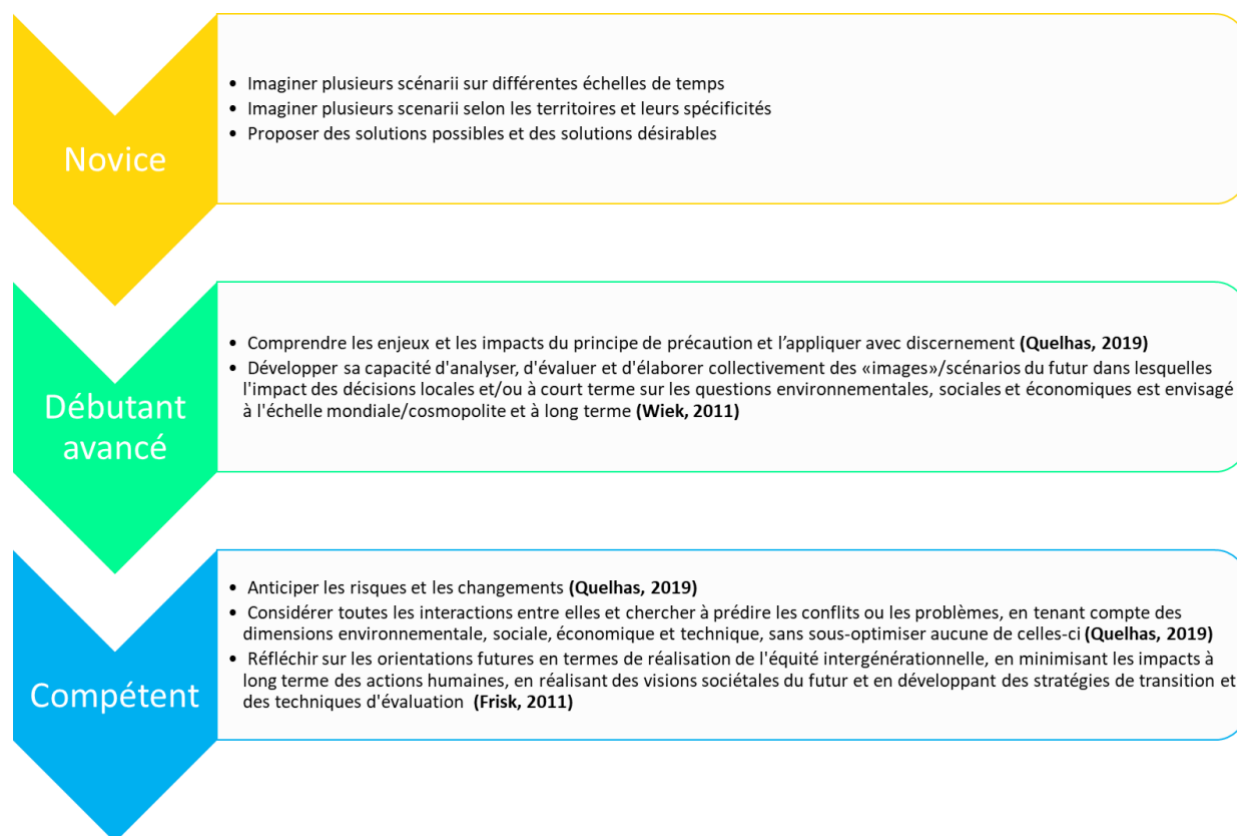 Novice
• Imaginer plusieurs scénarii sur différentes échelles de temps
• Imaginer plusieurs scenarii selon les territoires et leurs spécificités
• Proposer des solutions possibles et des solutions désirables
Débutant
avancé
• Comprendre les enjeux et les impacts du principe de précaution et l’appliquer avec discernement (Quelhas, 2019)
• Développer sa capacité d'analyser, d'évaluer et d'élaborer collectivement des «images»/scénarios du futur dans lesquelles
l'impact des décisions locales et/ou à court terme sur les questions environnementales, sociales et économiques est envisagé
à l'échelle mondiale/cosmopolite et à long terme (Wiek, 2011)
Compétent
• Anticiper les risques et les changements (Quelhas, 2019)
• Considérer toutes les interactions entre elles et chercher à prédire les conflits ou les problèmes, en tenant compte des
dimensions environnementale, sociale, économique et technique, sans sous-optimiser aucune de celles-ci (Quelhas, 2019)
• Réfléchir sur les orientations futures en termes de réalisation de l'équité intergénérationnelle, en minimisant les impacts à
long terme des actions humaines, en réalisant des visions sociétales du futur et en développant des stratégies de transition et
des techniques d'évaluation (Frisk, 2011)